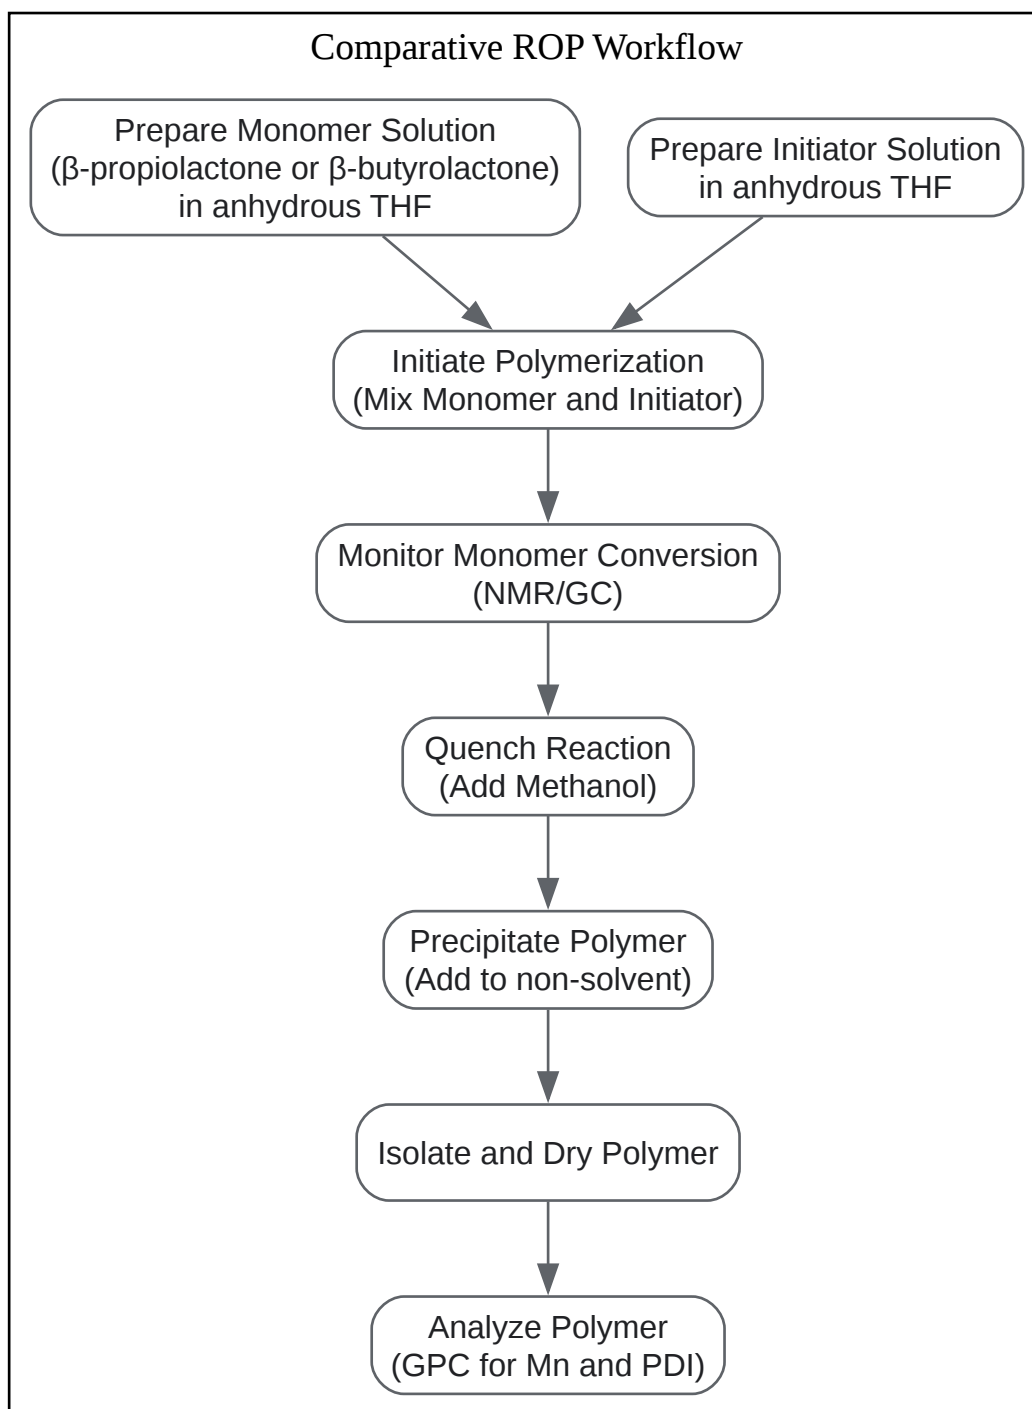 Comparative ROP Workflow
Prepare Monomer Solution
(β-propiolactone or β-butyrolactone)
in anhydrous THF
Prepare Initiator Solution
in anhydrous THF
Initiate Polymerization
(Mix Monomer and Initiator)
Monitor Monomer Conversion
(NMR/GC)
Quench Reaction
(Add Methanol)
Precipitate Polymer
(Add to non-solvent)
Isolate and Dry Polymer
Analyze Polymer
(GPC for Mn and PDI)